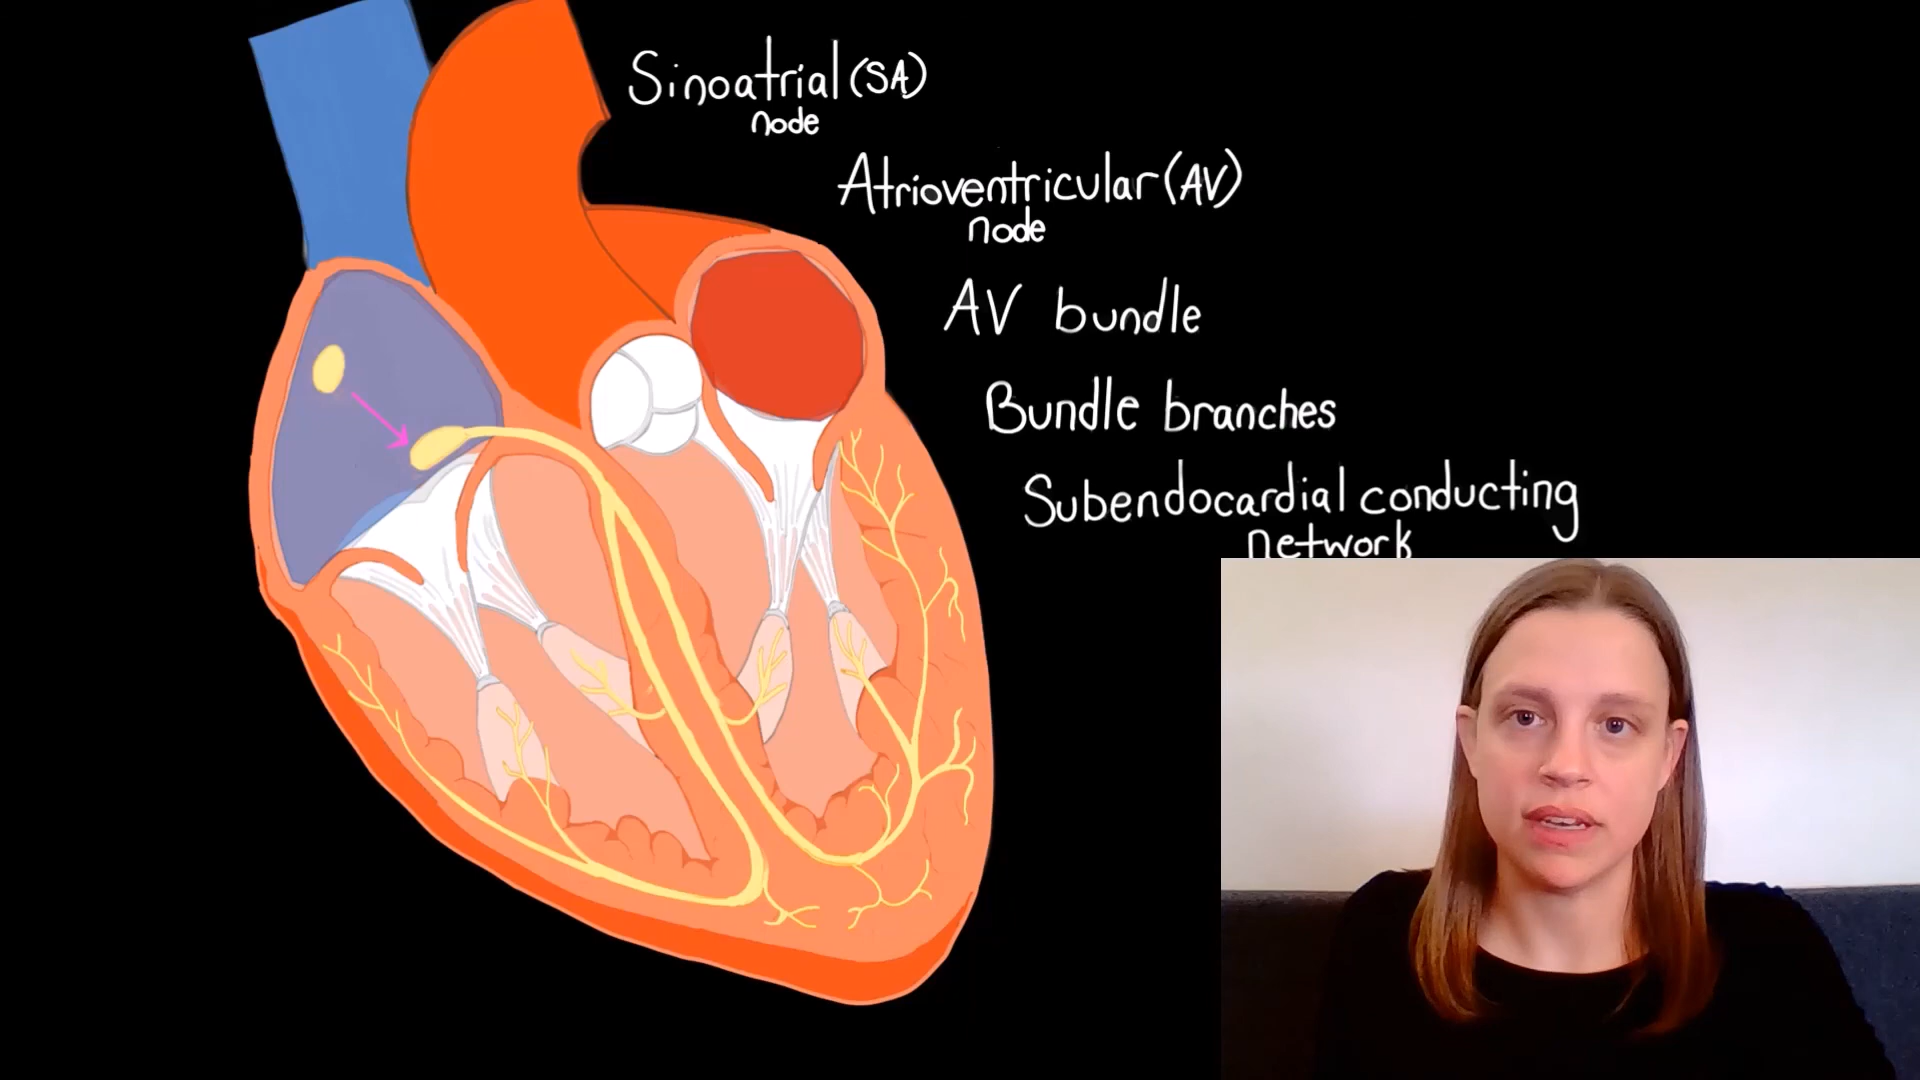 Sinoatrial (SA)
node
Atrioventricular (AV)
node
AV bundle
Bundle branches
Subendocardial conducting
network